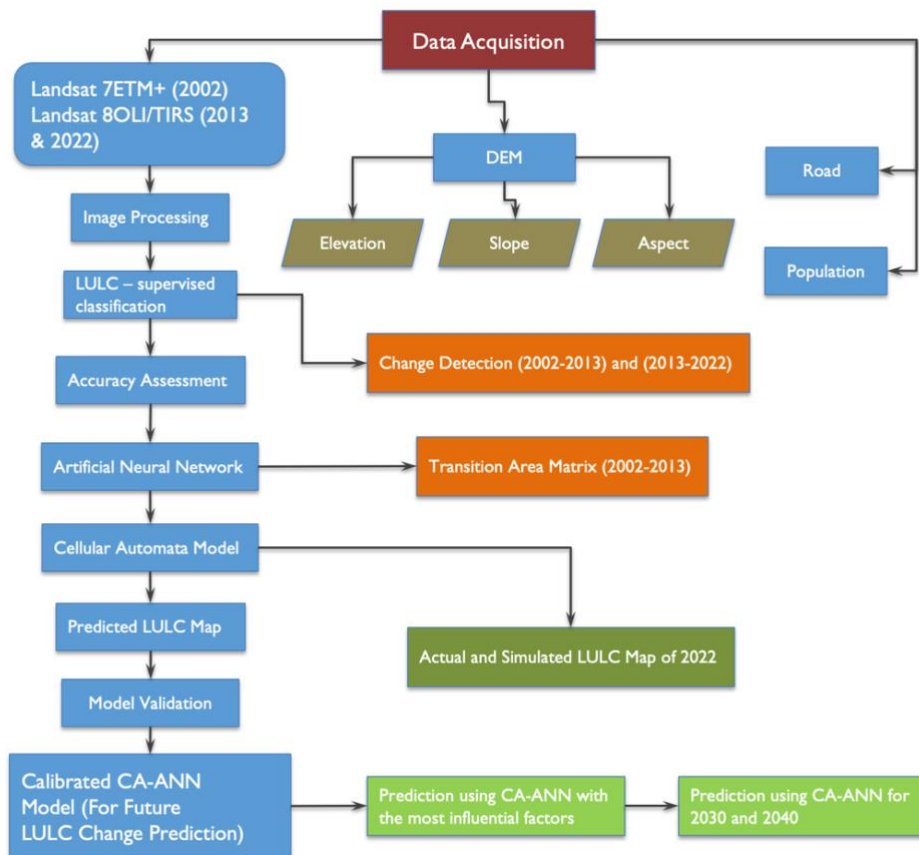 Data Acquisition
Landsat 7ETM+ (2002)
Landsat 8OLI/TIRS (2013
& 2022)
DEM
Road
Image Processing
Elevation
Slope
Aspect
Population
LULC – supervised
classification
Change Detection (2002-2013) and (2013-2022)
Accuracy Assessment
Artificial Neural Network
Transition Area Matrix (2002-2013)
Cellular Automata Model
Predicted LULC Map
Actual and Simulated LULC Map of 2022
Model Validation
Calibrated CA-ANN
Model (For Future
LULC Change Prediction)
Prediction using CA-ANN with
the most influential factors
Prediction using CA-ANN for
2030 and 2040